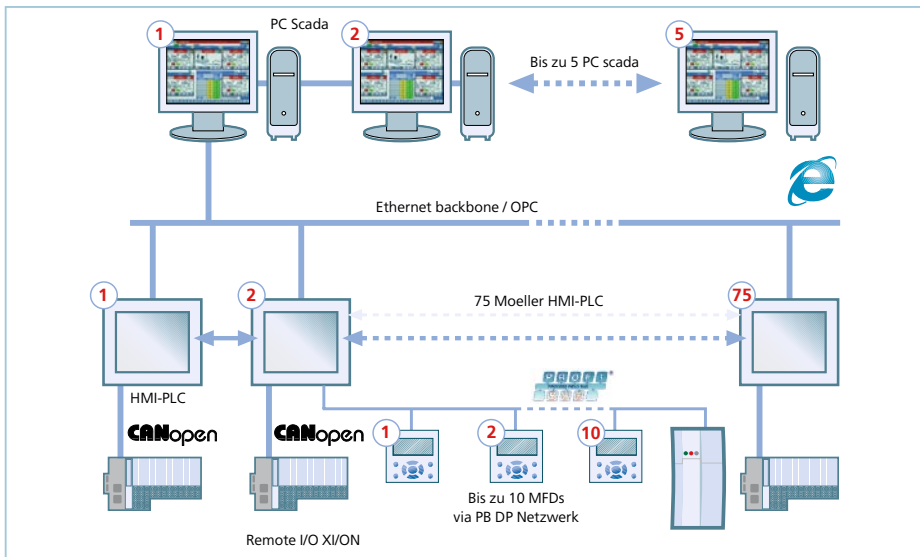 PC Scada
1
2
5
Bis zu 5 PC scada
Ethernet backbone / OPC
1
2
75 Moeller HMI-PLC
75
HMI-PLC
CANopen
CANopen
PROFI®
1
2
10
Bis zu 10 MFDs
via PB DP Netzwerk
Remote I/O XI/ON